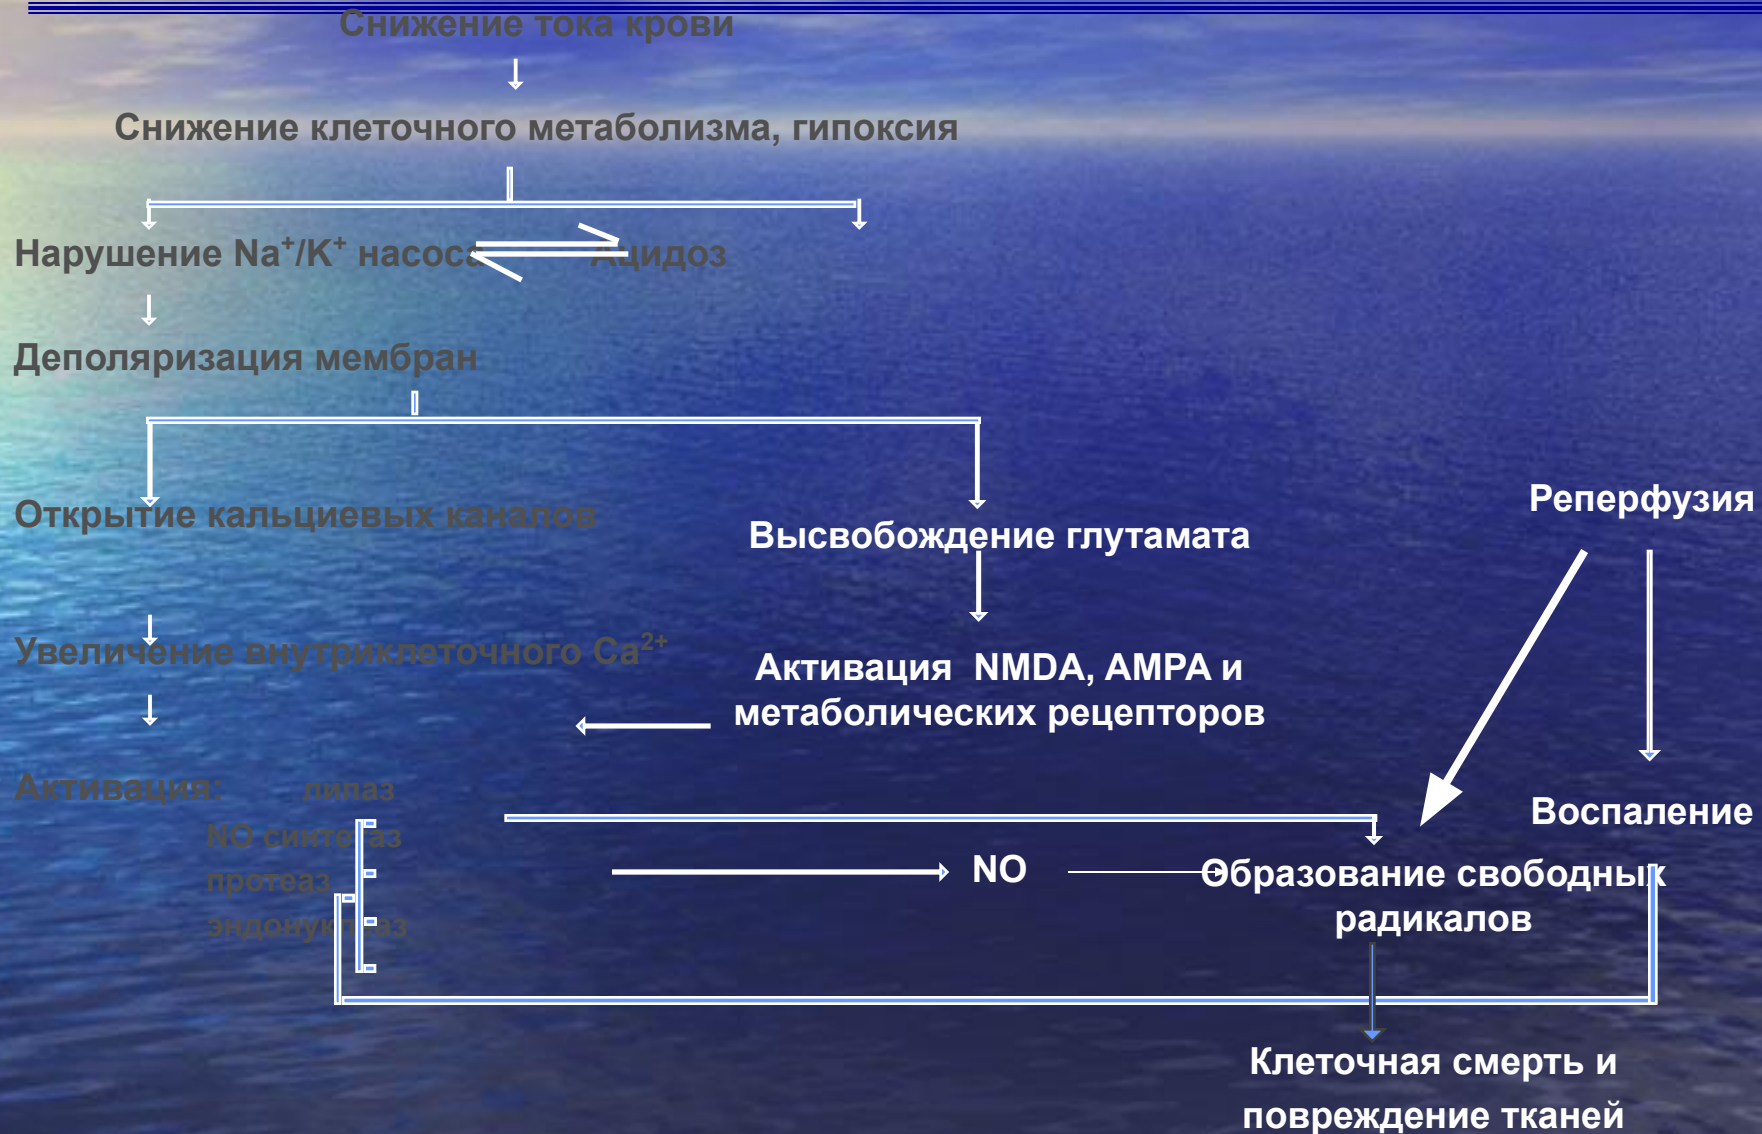 Снижение тока крови
Снижение клеточного метаболизма, гипоксия
Нарушение Na⁺/K⁺ насоса Ацидоз
Деполяризация мембран
Открытие кальциевых каналов
Высвобождение глутамата
Реперфузия
Увеличение внутриклеточного Ca²⁺
Активация NMDA, AMPA и
метаболических рецепторов
Активация: липаз
NO синтетаз
протеаз
эндонуклеаз
Воспаление
NO
Образование свободных
радикалов
Клеточная смерть и
повреждение тканей